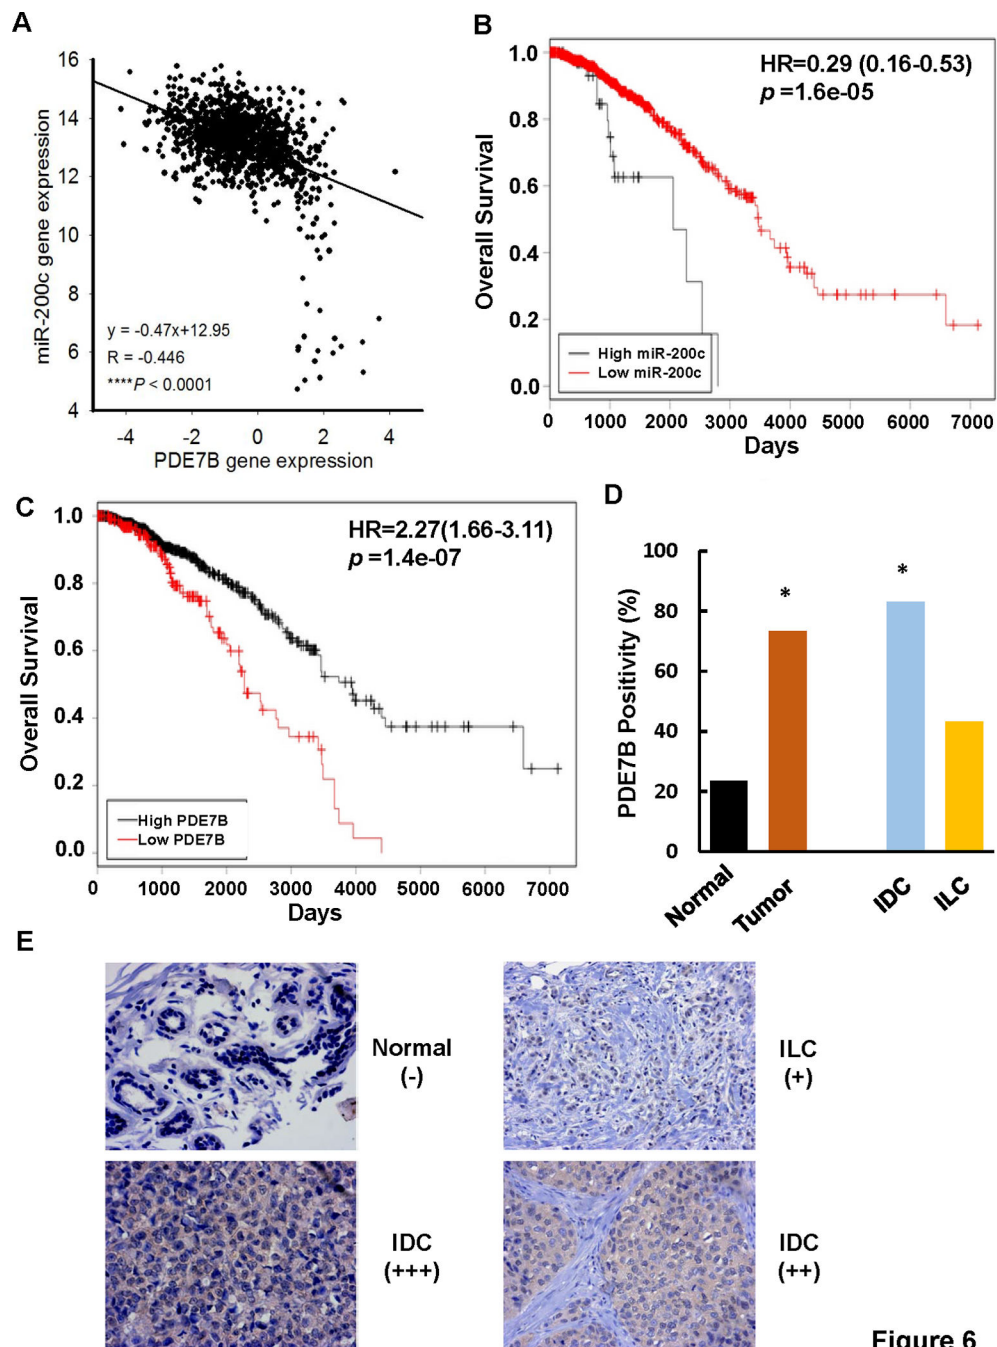 A
16
14
12
10
8
6
4
miR-200c gene expression
y = -0.47x+12.95
R = -0.446
****P < 0.0001
-4 -2 0 2 4
PDE7B gene expression
B
1.0
0.8
0.6
0.4
0.2
0.0
Overall Survival
HR=0.29 (0.16-0.53)
p =1.6e-05
High miR-200c
Low miR-200c
0 1000 2000 3000 4000 5000 6000 7000
Days
C
1.0
0.8
0.6
0.4
0.2
0.0
Overall Survival
HR=2.27(1.66-3.11)
p =1.4e-07
High PDE7B
Low PDE7B
0 1000 2000 3000 4000 5000 6000 7000
Days
D
100
80
60
40
20
0
PDE7B Positivity (%)
* *
Normal Tumor IDC ILC
E
Normal
(-)
ILC
(+)
IDC
(+++)
IDC
(++)
Figure 6